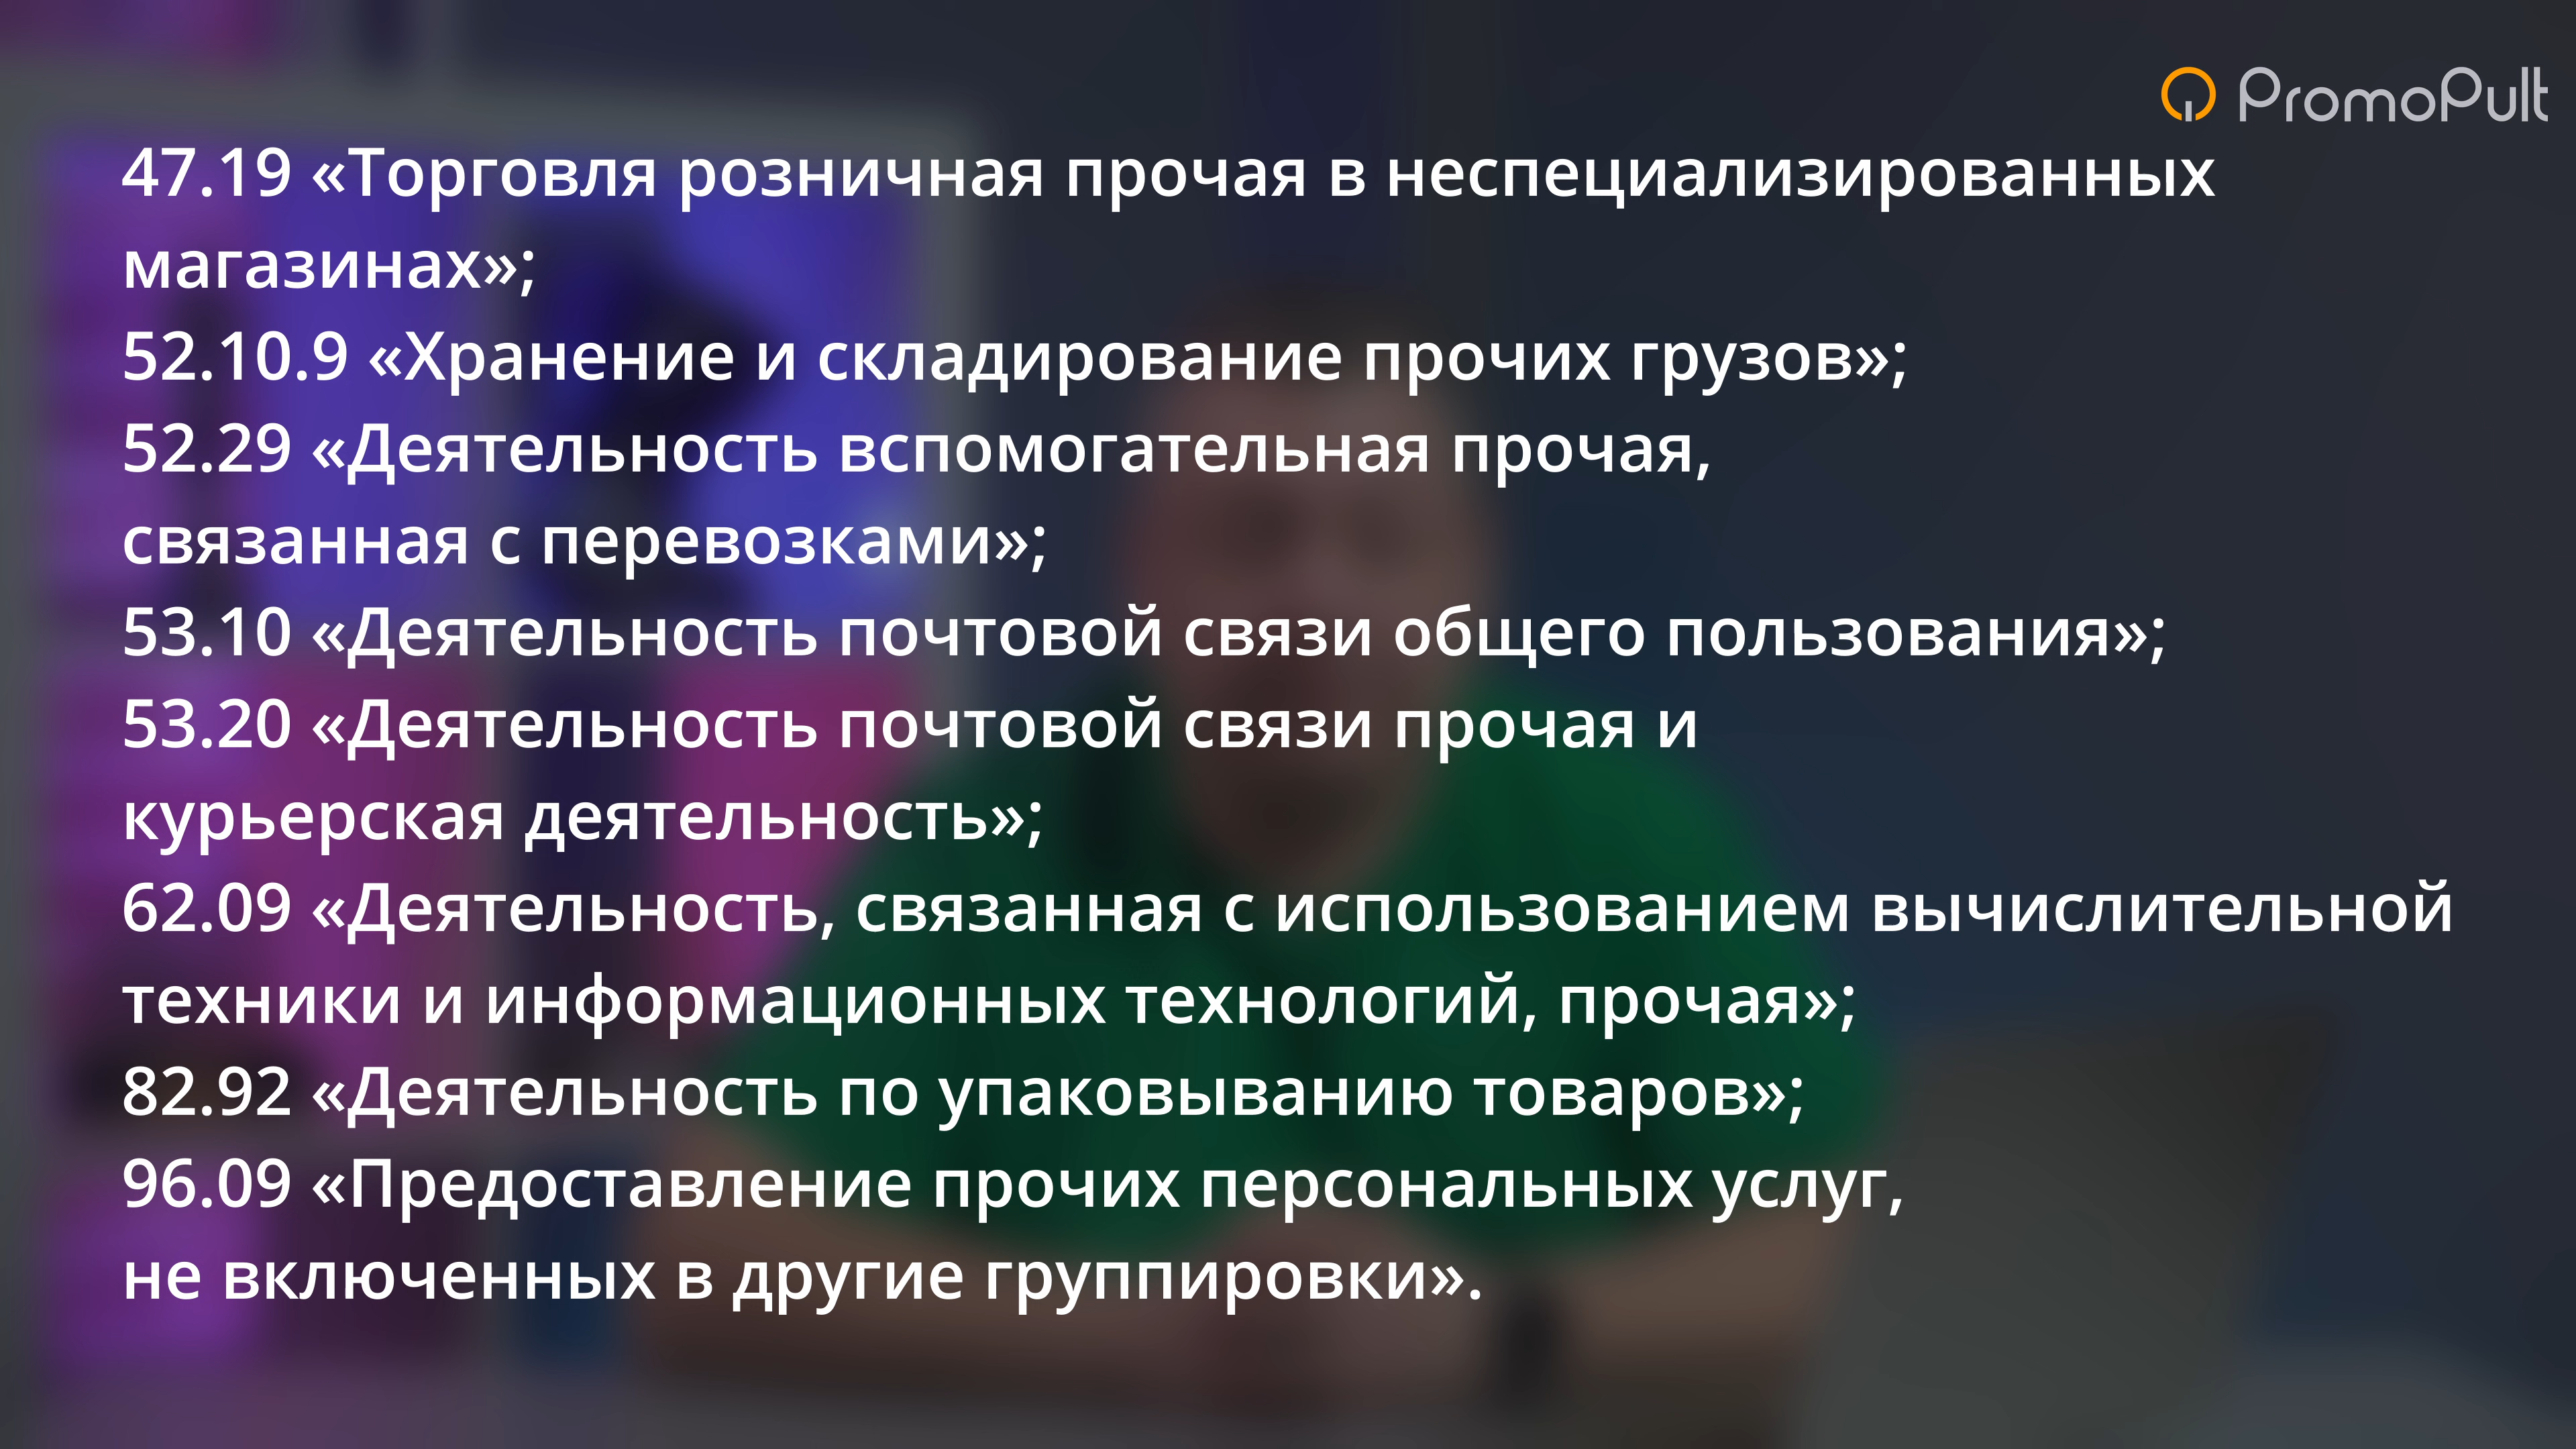 PromoPult
47.19 «Торговля розничная прочая в неспециализированных
магазинах»;
52.10.9 «Хранение и складирование прочих грузов»;
52.29 «Деятельность вспомогательная прочая,
связанная с перевозками»;
53.10 «Деятельность почтовой связи общего пользования»;
53.20 «Деятельность почтовой связи прочая и
курьерская деятельность»;
62.09 «Деятельность, связанная с использованием вычислительной
техники и информационных технологий, прочая»;
82.92 «Деятельность по упаковыванию товаров»;
96.09 «Предоставление прочих персональных услуг,
не включенных в другие группировки».